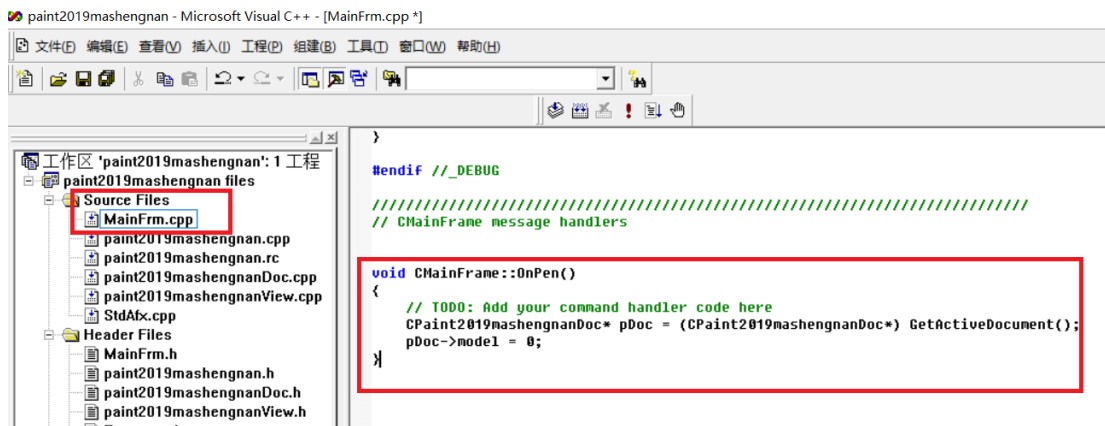 paint2019mashengnan - Microsoft Visual C++ - [MainFrm.cpp *]
文件(F) 编辑(E) 查看(V) 插入(I) 工程(P) 组建(B) 工具(T) 窗口(W) 帮助(H)
工作区 'paint2019mashengnan': 1 工程
paint2019mashengnan files
Source Files
MainFrm.cpp
paint2019mashengnan.cpp
paint2019mashengnan.rc
paint2019mashengnanDoc.cpp
paint2019mashengnanView.cpp
StdAfx.cpp
Header Files
MainFrm.h
paint2019mashengnan.h
paint2019mashengnanDoc.h
paint2019mashengnanView.h
}
#endif //_DEBUG
/////////////////////////////////////////////////////////////////////////////
// CMainFrame message handlers
void CMainFrame::OnPen()
{
// TODO: Add your command handler code here
CPaint2019mashengnanDoc* pDoc = (CPaint2019mashengnanDoc*) GetActiveDocument();
pDoc->model = 0;
}